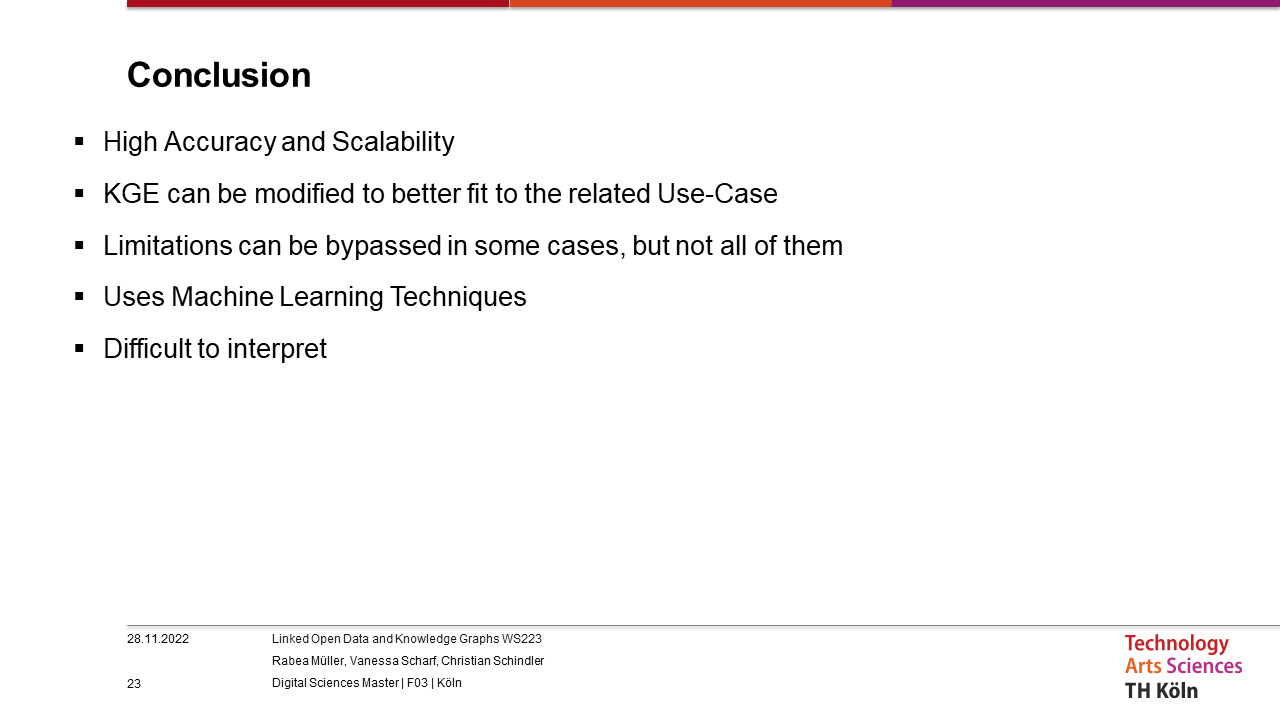 Conclusion
▪ High Accuracy and Scalability
▪ KGE can be modified to better fit to the related Use-Case
▪ Limitations can be bypassed in some cases, but not all of them
▪ Uses Machine Learning Techniques
▪ Difficult to interpret
28.11.2022
Linked Open Data and Knowledge Graphs WS223
Rabea Müller, Vanessa Scharf, Christian Schindler
23
Digital Sciences Master | F03 | Köln
Technology
Arts Sciences
TH Köln